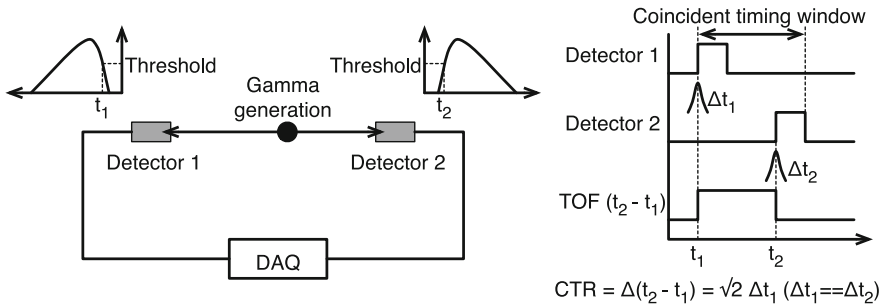 Threshold
t1
Gamma
generation
Threshold
t2
Detector 1
Detector 2
DAQ
Coincident timing window
Detector 1
Δt1
Detector 2
Δt2
TOF (t2 - t1)
t1
t2
CTR = Δ(t2 - t1) = √2 Δt1 (Δt1==Δt2)